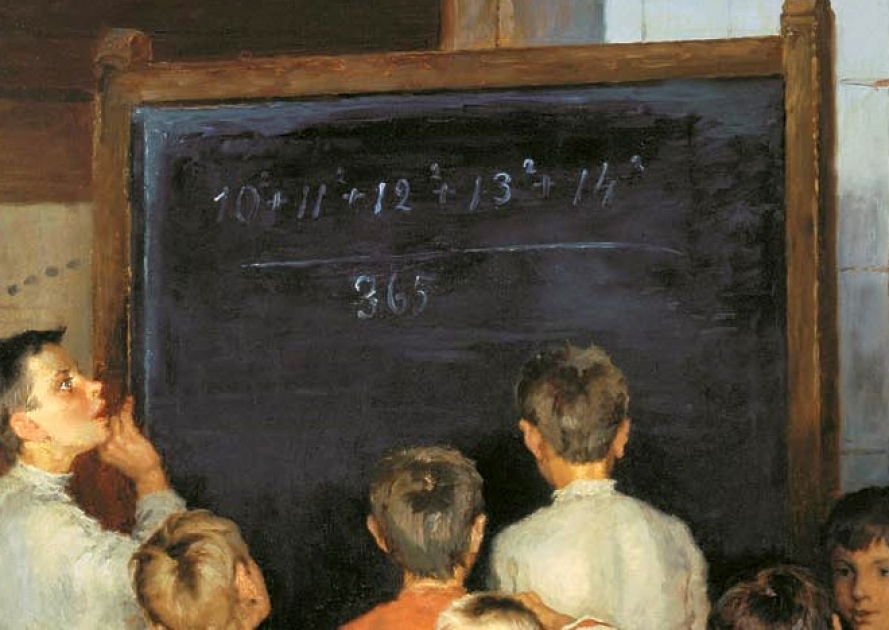 10² + 11² + 12² + 13² + 14²
365